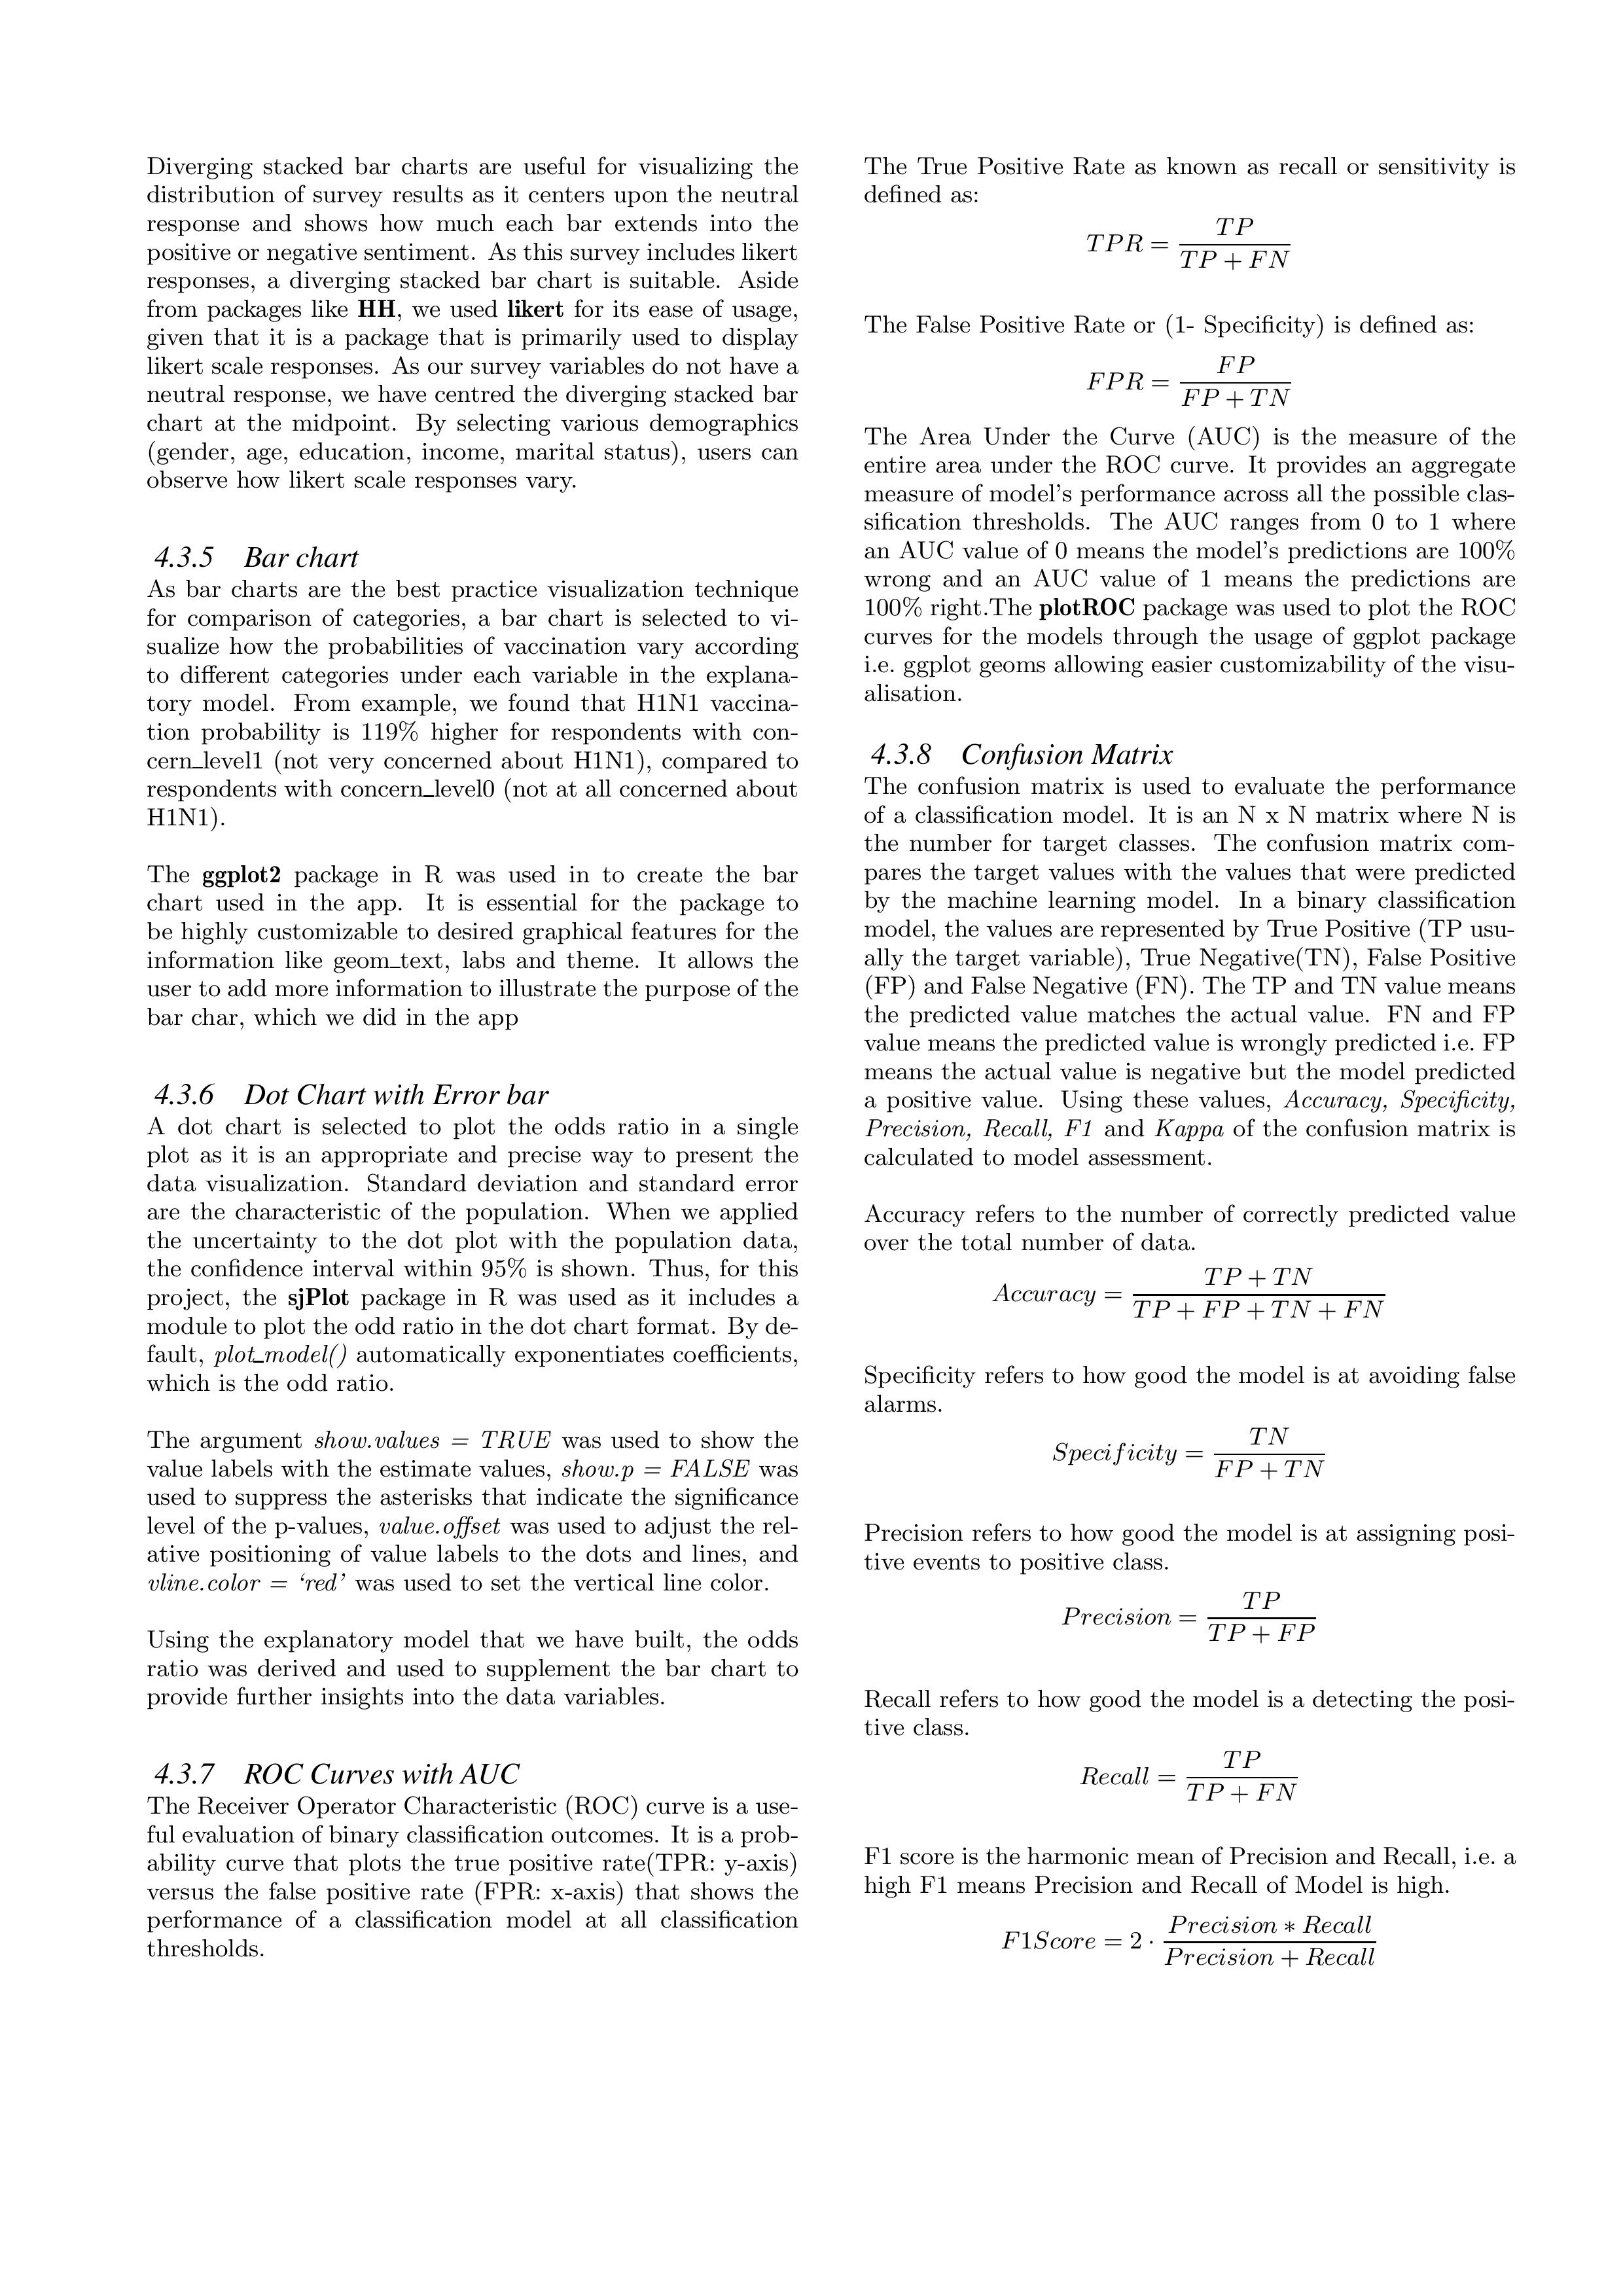 Diverging stacked bar charts are useful for visualizing the
distribution of survey results as it centers upon the neutral
response and shows how much each bar extends into the
positive or negative sentiment. As this survey includes likert
responses, a diverging stacked bar chart is suitable. Aside
from packages like HH, we used likert for its ease of usage,
given that it is a package that is primarily used to display
likert scale responses. As our survey variables do not have a
neutral response, we have centred the diverging stacked bar
chart at the midpoint. By selecting various demographics
(gender, age, education, income, marital status), users can
observe how likert scale responses vary.
4.3.5 Bar chart
As bar charts are the best practice visualization technique
for comparison of categories, a bar chart is selected to vi-
sualize how the probabilities of vaccination vary according
to different categories under each variable in the explana-
tory model. From example, we found that H1N1 vaccina-
tion probability is 119% higher for respondents with con-
cern_level1 (not very concerned about H1N1), compared to
respondents with concern_level0 (not at all concerned about
H1N1).
The ggplot2 package in R was used in to create the bar
chart used in the app. It is essential for the package to
be highly customizable to desired graphical features for the
information like geom_text, labs and theme. It allows the
user to add more information to illustrate the purpose of the
bar char, which we did in the app
4.3.6 Dot Chart with Error bar
A dot chart is selected to plot the odds ratio in a single
plot as it is an appropriate and precise way to present the
data visualization. Standard deviation and standard error
are the characteristic of the population. When we applied
the uncertainty to the dot plot with the population data,
the confidence interval within 95% is shown. Thus, for this
project, the sjPlot package in R was used as it includes a
module to plot the odd ratio in the dot chart format. By de-
fault, plot_model() automatically exponentiates coefficients,
which is the odd ratio.
The argument show.values = TRUE was used to show the
value labels with the estimate values, show.p = FALSE was
used to suppress the asterisks that indicate the significance
level of the p-values, value.offset was used to adjust the rel-
ative positioning of value labels to the dots and lines, and
vline.color = ‘red’ was used to set the vertical line color.
Using the explanatory model that we have built, the odds
ratio was derived and used to supplement the bar chart to
provide further insights into the data variables.
4.3.7 ROC Curves with AUC
The Receiver Operator Characteristic (ROC) curve is a use-
ful evaluation of binary classification outcomes. It is a prob-
ability curve that plots the true positive rate(TPR: y-axis)
versus the false positive rate (FPR: x-axis) that shows the
performance of a classification model at all classification
thresholds.
The True Positive Rate as known as recall or sensitivity is
defined as:
TPR = TP / TP + FN
The False Positive Rate or (1- Specificity) is defined as:
FPR = FP / FP + TN
The Area Under the Curve (AUC) is the measure of the
entire area under the ROC curve. It provides an aggregate
measure of model’s performance across all the possible clas-
sification thresholds. The AUC ranges from 0 to 1 where
an AUC value of 0 means the model’s predictions are 100%
wrong and an AUC value of 1 means the predictions are
100% right.The plotROC package was used to plot the ROC
curves for the models through the usage of ggplot package
i.e. ggplot geoms allowing easier customizability of the visu-
alisation.
4.3.8 Confusion Matrix
The confusion matrix is used to evaluate the performance
of a classification model. It is an N x N matrix where N is
the number for target classes. The confusion matrix com-
pares the target values with the values that were predicted
by the machine learning model. In a binary classification
model, the values are represented by True Positive (TP usu-
ally the target variable), True Negative(TN), False Positive
(FP) and False Negative (FN). The TP and TN value means
the predicted value matches the actual value. FN and FP
value means the predicted value is wrongly predicted i.e. FP
means the actual value is negative but the model predicted
a positive value. Using these values, Accuracy, Specificity,
Precision, Recall, F1 and Kappa of the confusion matrix is
calculated to model assessment.
Accuracy refers to the number of correctly predicted value
over the total number of data.
Accuracy = TP + TN / TP + FP + TN + FN
Specificity refers to how good the model is at avoiding false
alarms.
Specificity = TN / FP + TN
Precision refers to how good the model is at assigning posi-
tive events to positive class.
Precision = TP / TP + FP
Recall refers to how good the model is a detecting the posi-
tive class.
Recall = TP / TP + FN
F1 score is the harmonic mean of Precision and Recall, i.e. a
high F1 means Precision and Recall of Model is high.
F1Score = 2 · Precision ∗ Recall / Precision + Recall